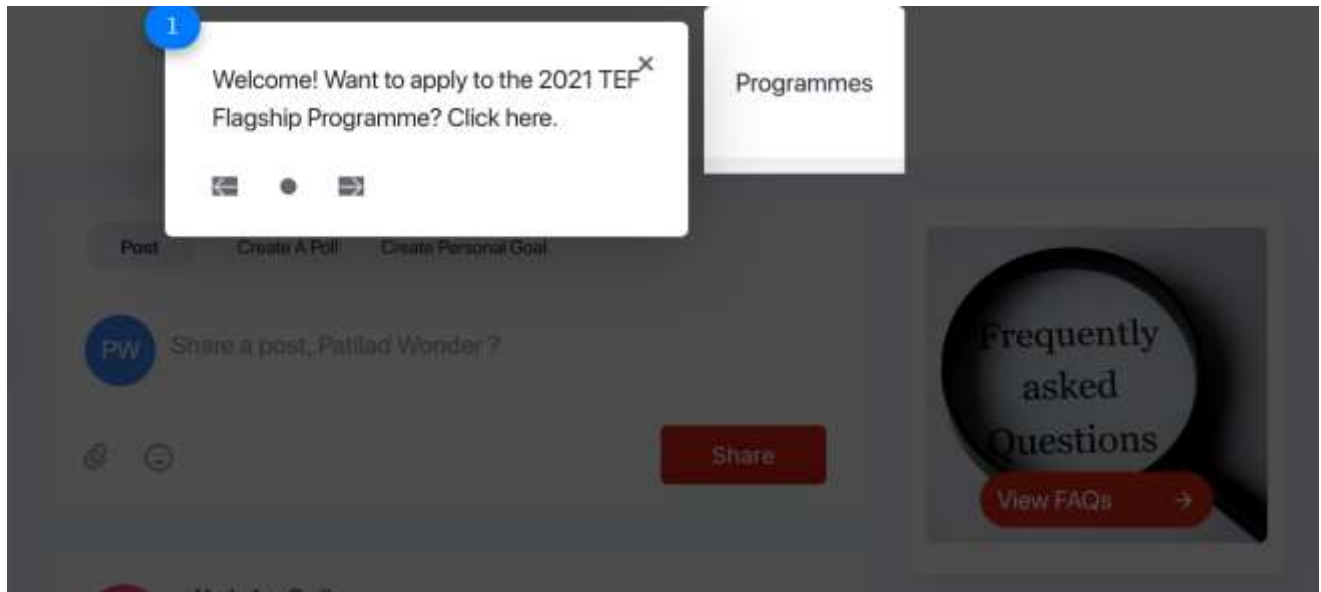 1
Welcome! Want to apply to the 2021 TEF
Flagship Programme? Click here.
Programmes
Post
Create A Poll
Create Personal Goal
PW
Share a post, Patilad Wonder ?
Share
Frequently
asked
Questions
View FAQs